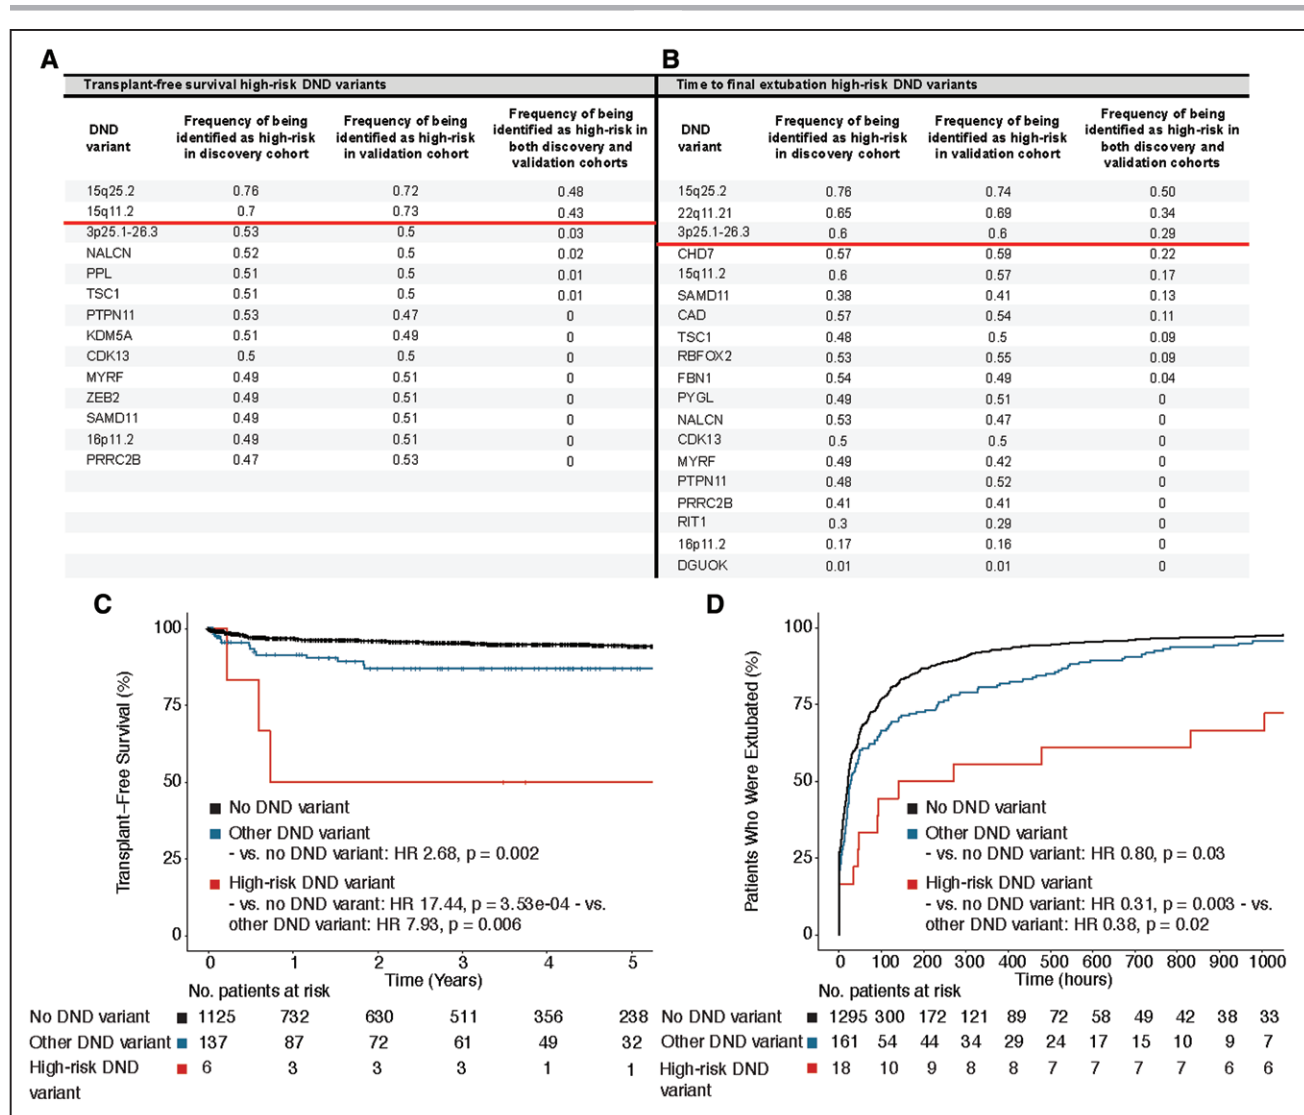 A
B
Transplant-free survival high-risk DND variants
DND variant
Frequency of being identified as high-risk in discovery cohort
Frequency of being identified as high-risk in validation cohort
Frequency of being identified as high-risk in both discovery and validation cohorts
15q25.2 0.76 0.72 0.48
15q11.2 0.7 0.73 0.43
3p25.1-26.3 0.53 0.5 0.03
NALCN 0.52 0.5 0.02
PPL 0.51 0.5 0.01
TSC1 0.51 0.5 0.01
PTPN11 0.53 0.47 0
KDM5A 0.51 0.49 0
CDK13 0.5 0.5 0
MYRF 0.49 0.51 0
ZEB2 0.49 0.51 0
SAMD11 0.49 0.51 0
16p11.2 0.49 0.51 0
PRRC2B 0.47 0.53 0
Time to final extubation high-risk DND variants
DND variant
Frequency of being identified as high-risk in discovery cohort
Frequency of being identified as high-risk in validation cohort
Frequency of being identified as high-risk in both discovery and validation cohorts
15q25.2 0.76 0.74 0.50
22q11.21 0.65 0.69 0.34
3p25.1-26.3 0.6 0.6 0.29
CHD7 0.57 0.59 0.22
15q11.2 0.6 0.57 0.17
SAMD11 0.38 0.41 0.13
CAD 0.57 0.54 0.11
TSC1 0.48 0.5 0.09
RBFOX2 0.53 0.55 0.09
FBN1 0.54 0.49 0.04
PYGL 0.49 0.51 0
NALCN 0.53 0.47 0
CDK13 0.5 0.5 0
MYRF 0.49 0.42 0
PTPN11 0.48 0.52 0
PRRC2B 0.41 0.41 0
RIT1 0.3 0.29 0
16p11.2 0.17 0.16 0
DGUOK 0.01 0.01 0
C
Transplant–Free Survival (%)
100
75
50
25
0
No DND variant
Other DND variant
- vs. no DND variant: HR 2.68, p = 0.002
High-risk DND variant
- vs. no DND varant: HR 17.44, p = 3.53e-04 - vs.
other DND variant: HR 7.93, p = 0.006
0 1 2 3 4 5
Time (Years)
No. patients at risk
No DND variant 1125 732 630 511 356 238
Other DND variant 137 87 72 61 49 32
High-risk DND 6 3 3 3 1 1
variant
D
Patients Who Were Extubated (%)
100
75
50
25
0
No DND variant
Other DND variant
- vs. no DND variant: HR 0.80, p = 0.03
High-risk DND variant
- vs. no DND variant: HR 0.31, p = 0.003 - vs.
other DND variant: HR 0.38, p = 0.02
0 100 200 300 400 500 600 700 800 900 1000
Time (hours)
No. patients at risk
No DND variant 1295 300 172 121 89 72 58 49 42 38 33
Other DND variant 161 54 44 34 29 24 17 15 10 9 7
High-risk DND 18 10 9 8 8 7 7 7 7 6 6
variant